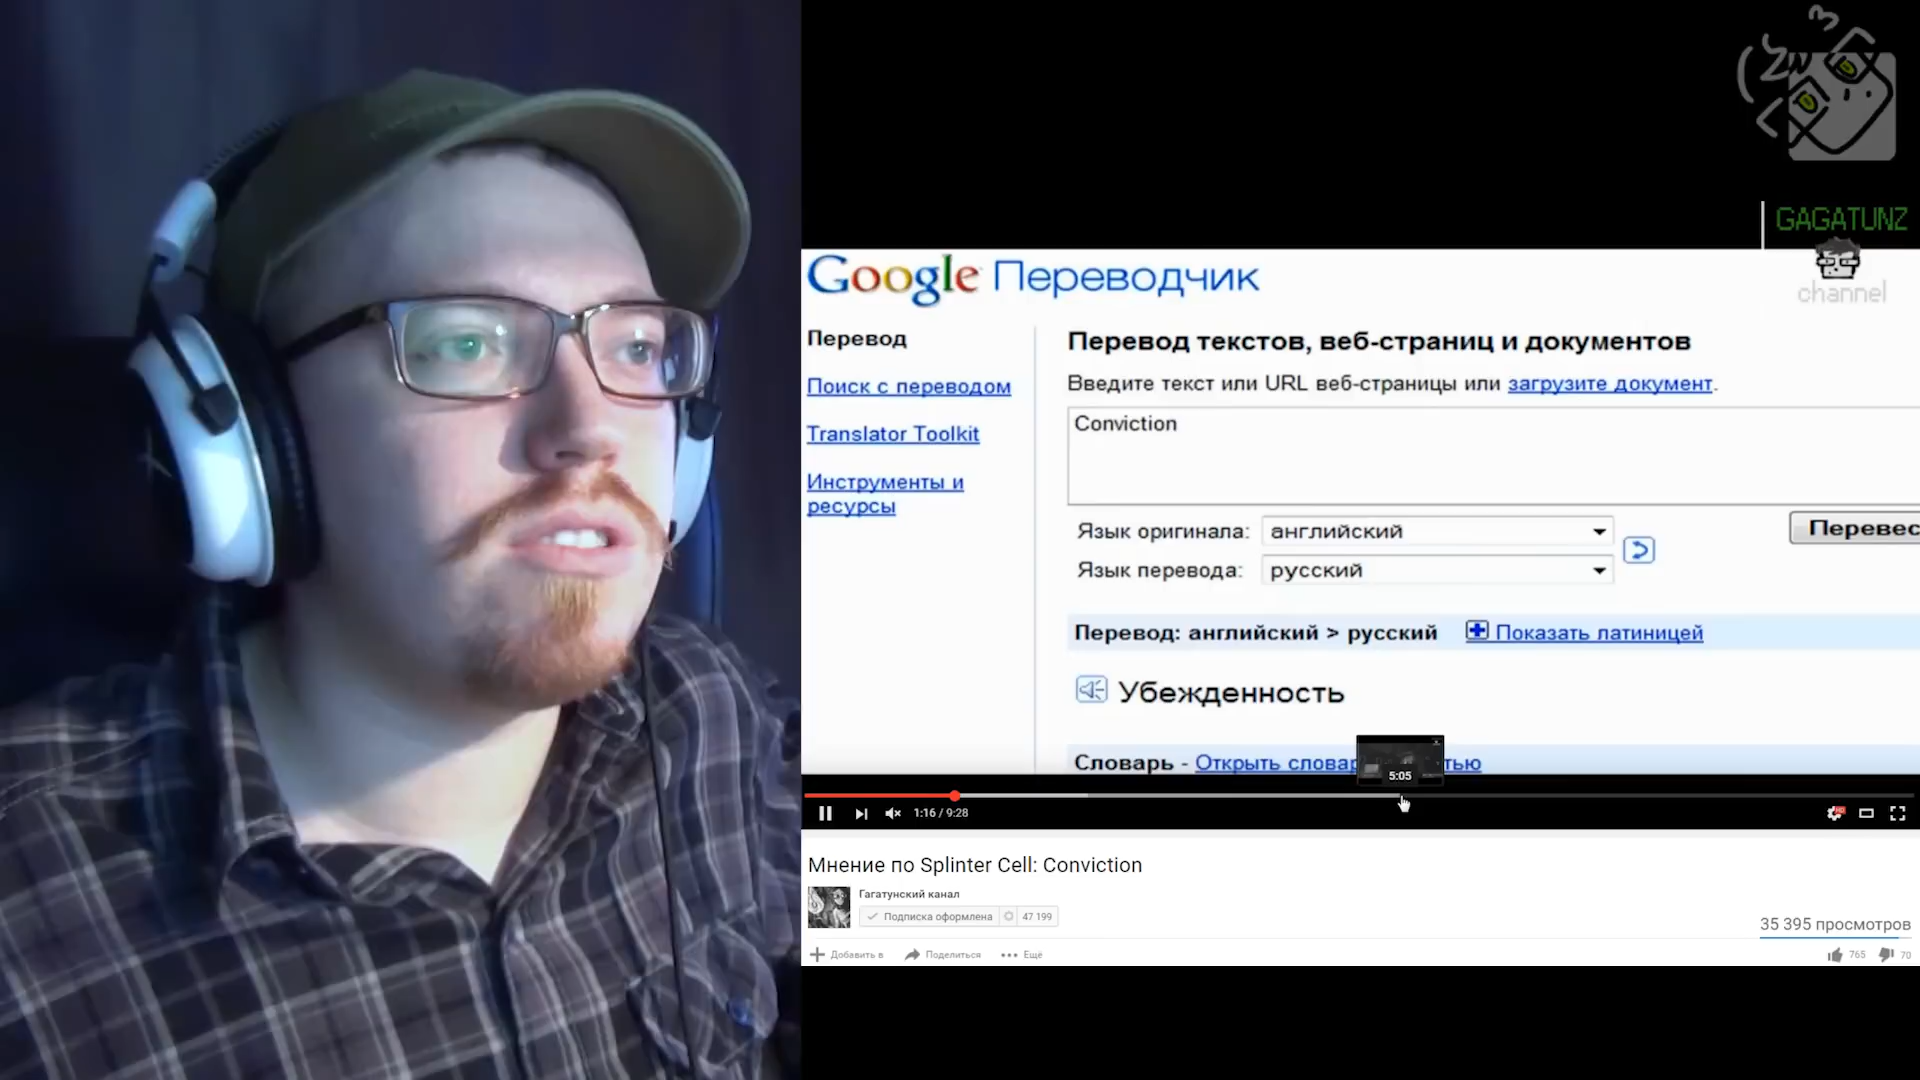 GAGATUNZ
channel
Google Переводчик
Перевод
Поиск с переводом
Translator Toolkit
Инструменты и
ресурсы
Перевод текстов, веб-страниц и документов
Введите текст или URL веб-страницы или загрузите документ.
Conviction
Язык оригинала: английский
Перевес
Язык перевода: русский
Перевод: английский > русский
Показать латиницей
Убежденность
Словарь - Открыть словар тью
5:05
1:16 / 9:28
Мнение по Splinter Cell: Conviction
Гагатунский канал
Подписка оформлена 47 199
35 395 просмотров
Добавить в Поделиться Ещё
765 70